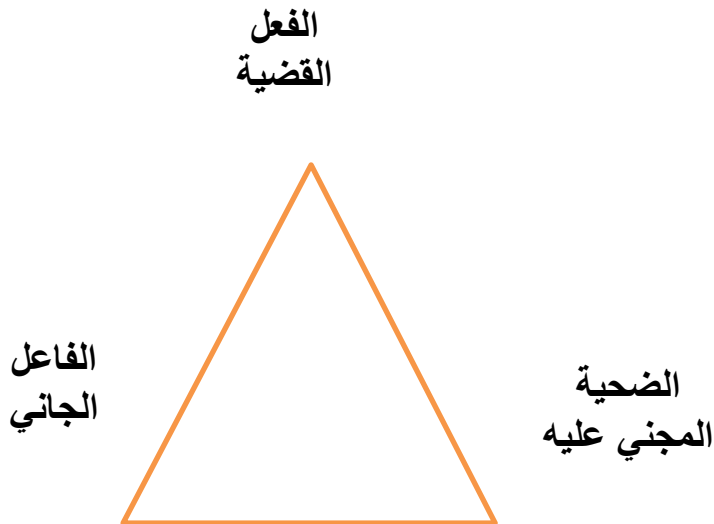 الفعل
القضية
الفاعل
الجاني
الضحية
المجني عليه